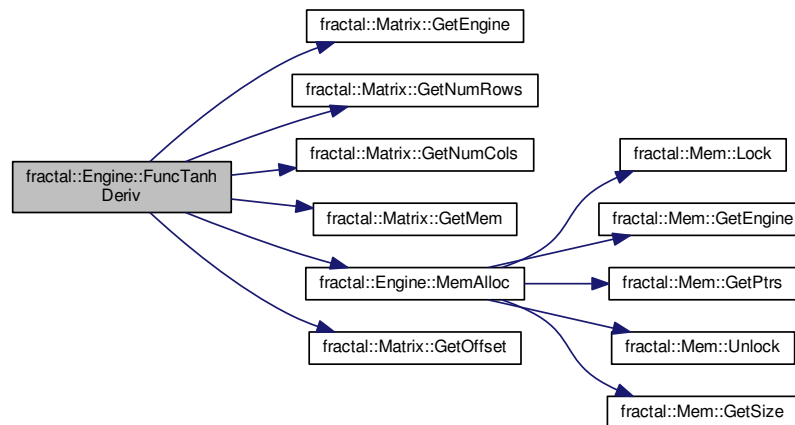 fractal::Matrix::GetEngine
fractal::Matrix::GetNumRows
fractal::Matrix::GetNumCols
fractal::Mem::Lock
fractal::Engine::FuncTanh
Deriv
fractal::Matrix::GetMem
fractal::Mem::GetEngine
fractal::Engine::MemAlloc
fractal::Mem::GetPtrs
fractal::Matrix::GetOffset
fractal::Mem::Unlock
fractal::Mem::GetSize